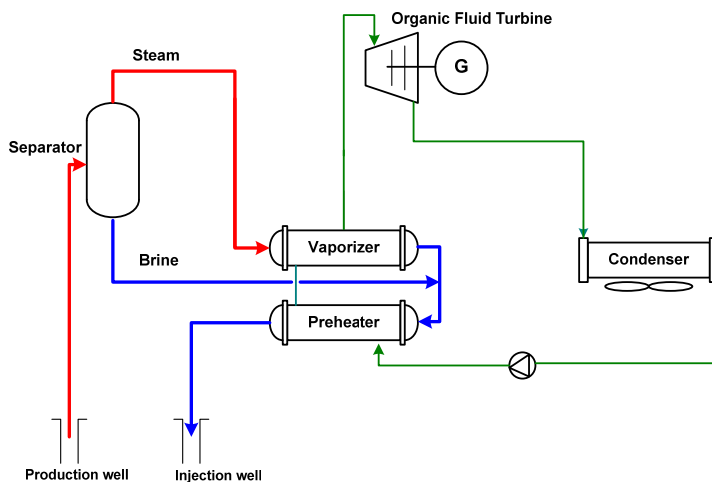 Organic Fluid Turbine
Steam
G
Separator
Vaporizer
Brine
Condenser
Preheater
Production well
Injection well